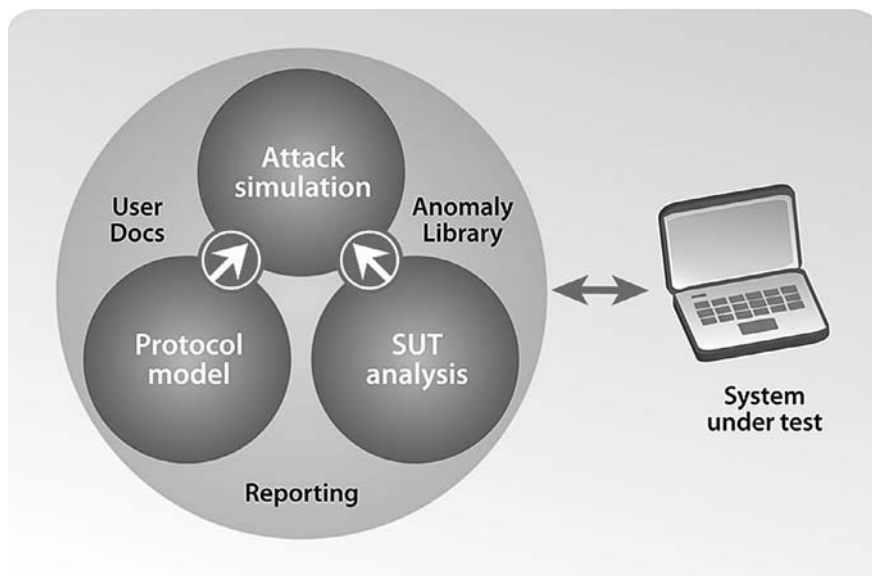 Attack
simulation
User
Docs
Anomaly
Library
Protocol
model
SUT
analysis
System
under test
Reporting